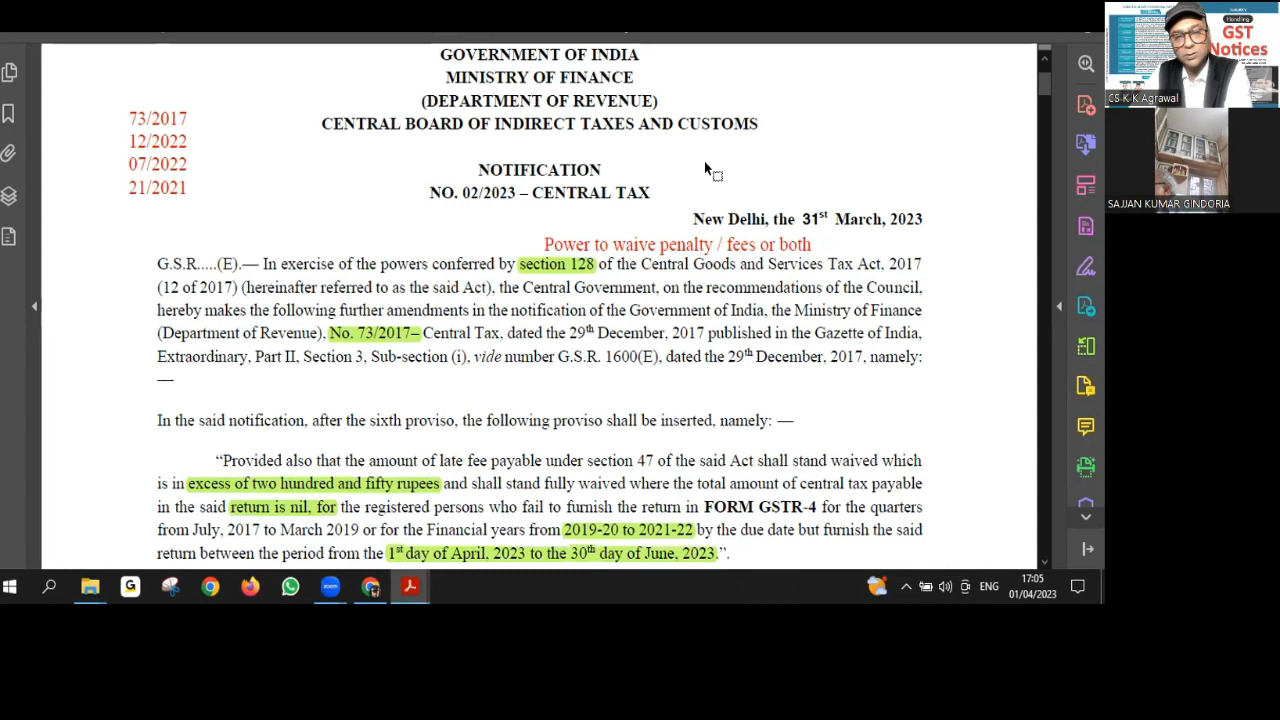 GOVERNMENT OF INDIA
MINISTRY OF FINANCE
(DEPARTMENT OF REVENUE)
CENTRAL BOARD OF INDIRECT TAXES AND CUSTOMS
73/2017
12/2022
07/2022
21/2021
NOTIFICATION
NO. 02/2023 – CENTRAL TAX
New Delhi, the 31st March, 2023
Power to waive penalty / fees or both
G.S.R.....(E).— In exercise of the powers conferred by section 128 of the Central Goods and Services Tax Act, 2017
(12 of 2017) (hereinafter referred to as the said Act), the Central Government, on the recommendations of the Council,
hereby makes the following further amendments in the notification of the Government of India, the Ministry of Finance
(Department of Revenue), No. 73/2017– Central Tax, dated the 29th December, 2017 published in the Gazette of India,
Extraordinary, Part II, Section 3, Sub-section (i), vide number G.S.R. 1600(E), dated the 29th December, 2017, namely:
—
In the said notification, after the sixth proviso, the following proviso shall be inserted, namely: —
“Provided also that the amount of late fee payable under section 47 of the said Act shall stand waived which
is in excess of two hundred and fifty rupees and shall stand fully waived where the total amount of central tax payable
in the said return is nil, for the registered persons who fail to furnish the return in FORM GSTR-4 for the quarters
from July, 2017 to March 2019 or for the Financial years from 2019-20 to 2021-22 by the due date but furnish the said
return between the period from the 1st day of April, 2023 to the 30th day of June, 2023.”.
Handling
GST
Notices
CS K K Agrawal
SAJJAN KUMAR GINDORIA
ENG
17:05
01/04/2023